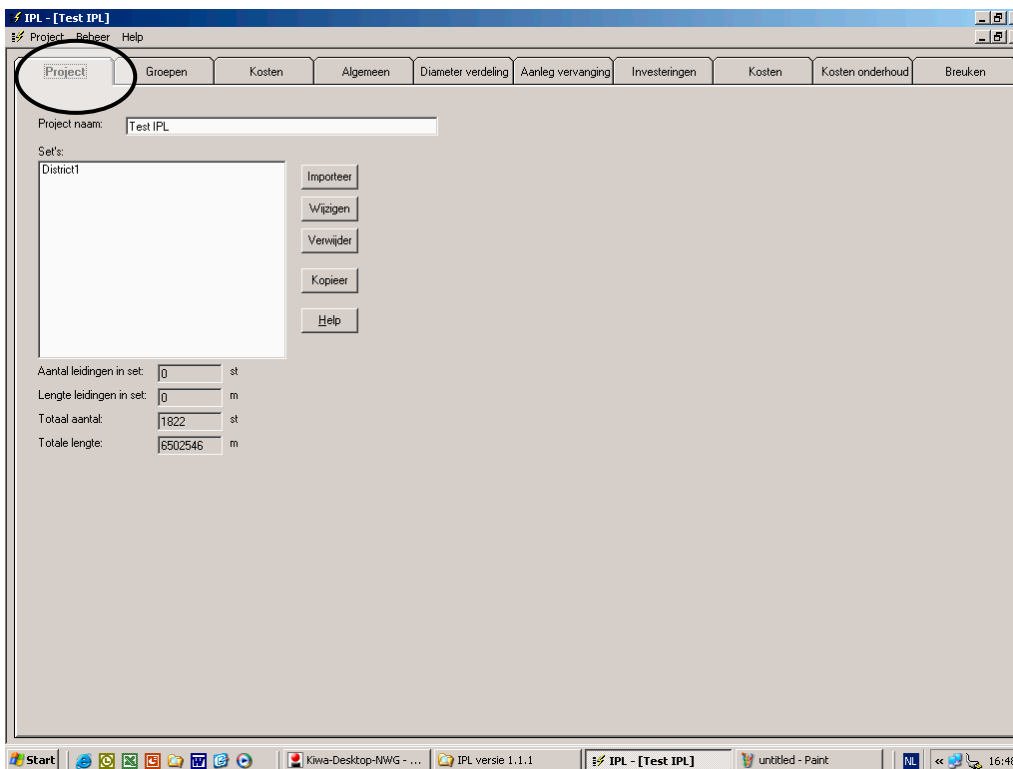 IPL - [Test IPL]
Project Beheer Help
Project Groepen Kosten Algemeen Diameter verdeling Aanleg vervanging Investeringen Kosten Kosten onderhoud Breuken
Project naam: Test IPL
Set's:
District1
Importeer
Wijzigen
Verwijder
Kopieer
Help
Aantal leidingen in set: 0 st
Lengte leidingen in set: 0 m
Totaal aantal: 1822 st
Totale lengte: 6502546 m
Start Kiwa-Desktop-NWG - ... IPL versie 1.1.1 IPL - [Test IPL] untitled - Paint NL « 16:48